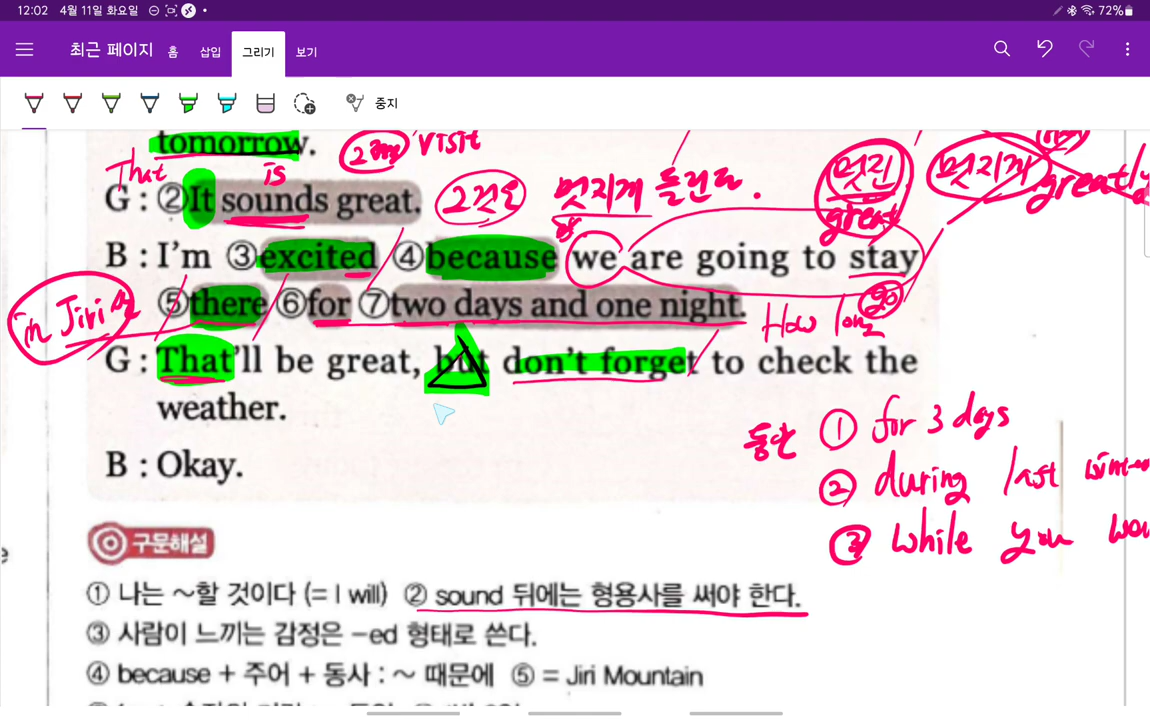 12:02 4월 11일 화요일 72%
최근 페이지 홈 삽입 그리기 보기
중지
tomorrow. visit
That is
G : ②It sounds great. 그것은 멋지게 들린다. 멋진 great 멋지게 greatly
B : I'm ③excited ④because we are going to stay
in Jiri산 ⑤there ⑥for ⑦two days and one night. How long
G : That'll be great, but don't forget to check the
weather.
동안 ① for 3 days
B : Okay.
② during last
③ while you
구문해설
① 나는 ~할 것이다 (= I will) ② sound 뒤에는 형용사를 써야 한다.
③ 사람이 느끼는 감정은 -ed 형태로 쓴다.
④ because + 주어 + 동사 : ~ 때문에 ⑤ = Jiri Mountain